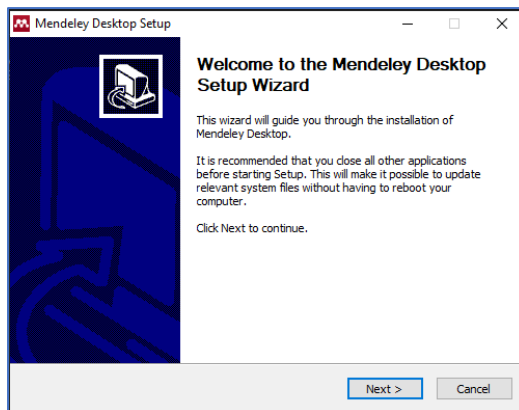 Mendeley Desktop Setup
Welcome to the Mendeley Desktop
Setup Wizard
This wizard will guide you through the installation of
Mendeley Desktop.
It is recommended that you close all other applications
before starting Setup. This will make it possible to update
relevant system files without having to reboot your
computer.
Click Next to continue.
Next >
Cancel